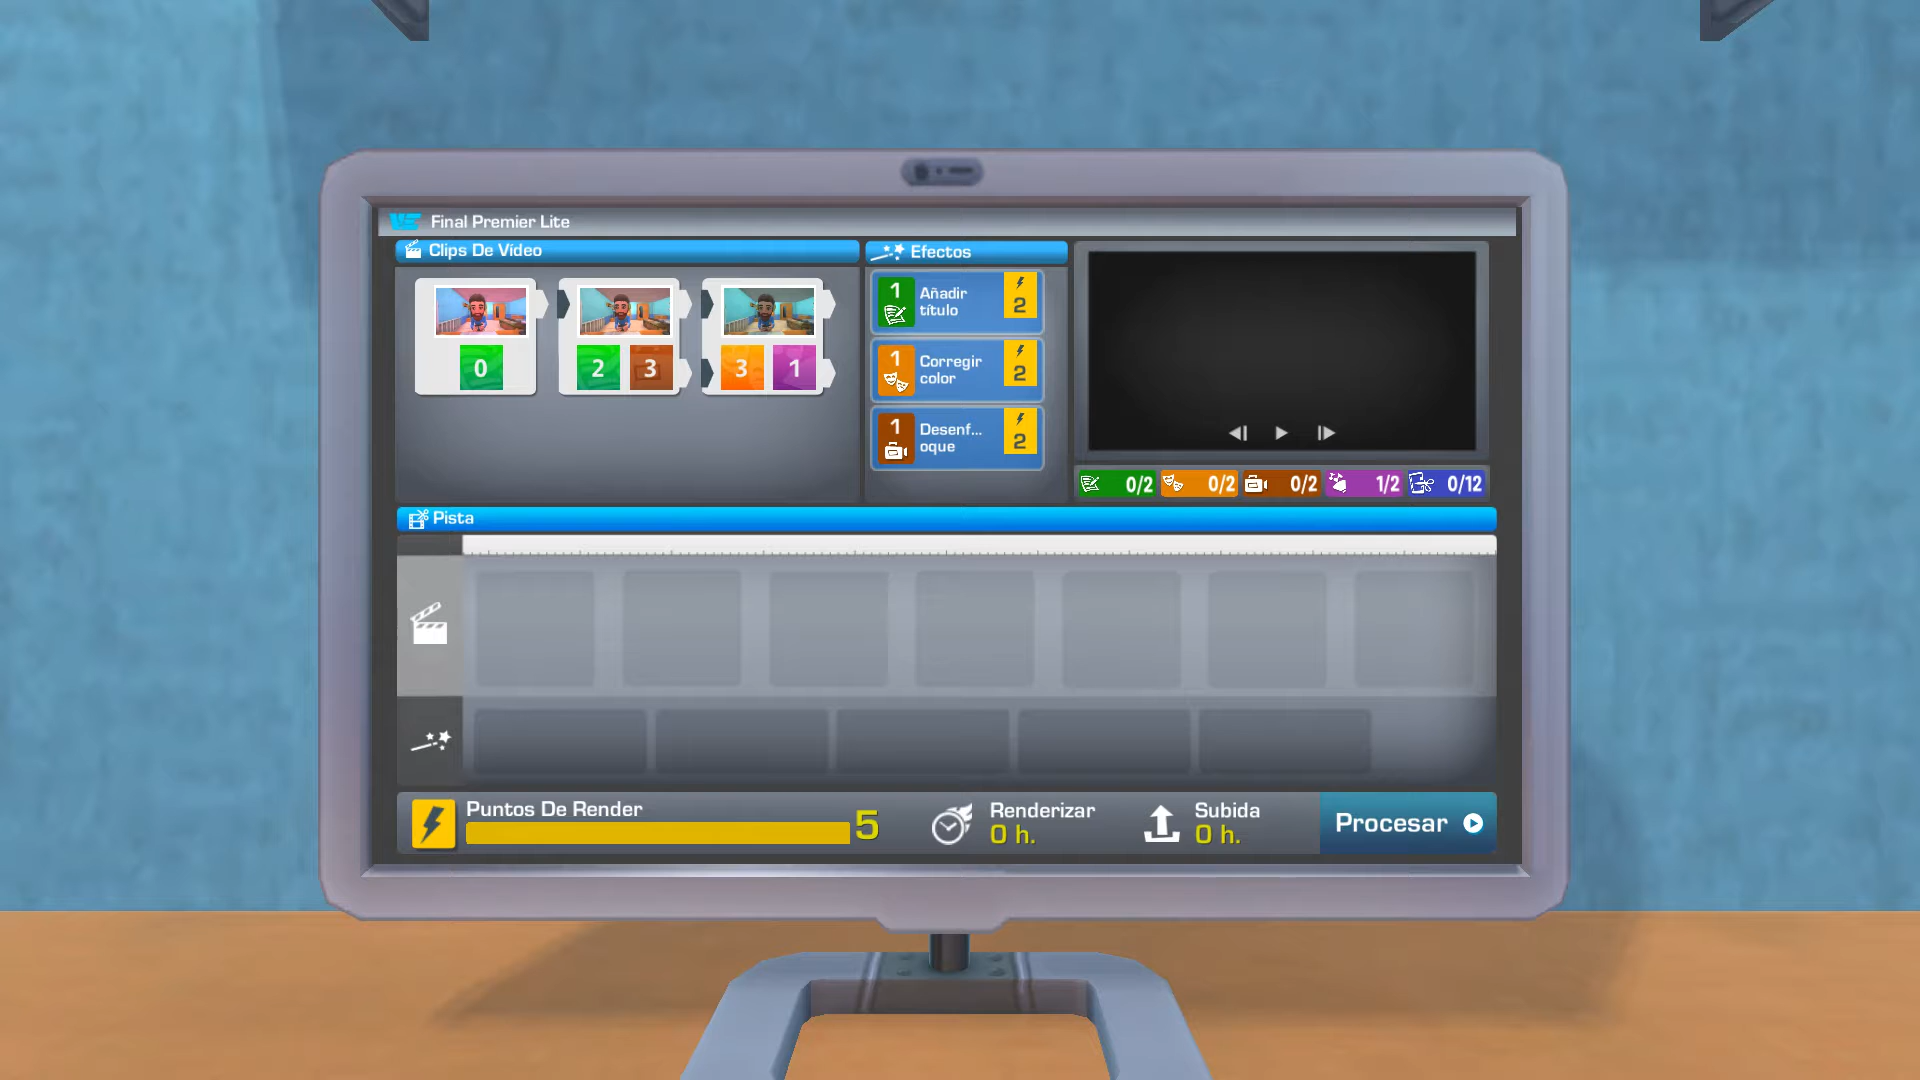 Final Premier Lite
Clips De Vídeo
0
2 3
3 1
Efectos
1 Añadir título 2
1 Corregir color 2
1 Desenf... oque 2
0/2 0/2 0/2 1/2 0/12
Pista
Puntos De Render 5
Renderizar 0 h.
Subida 0 h.
Procesar